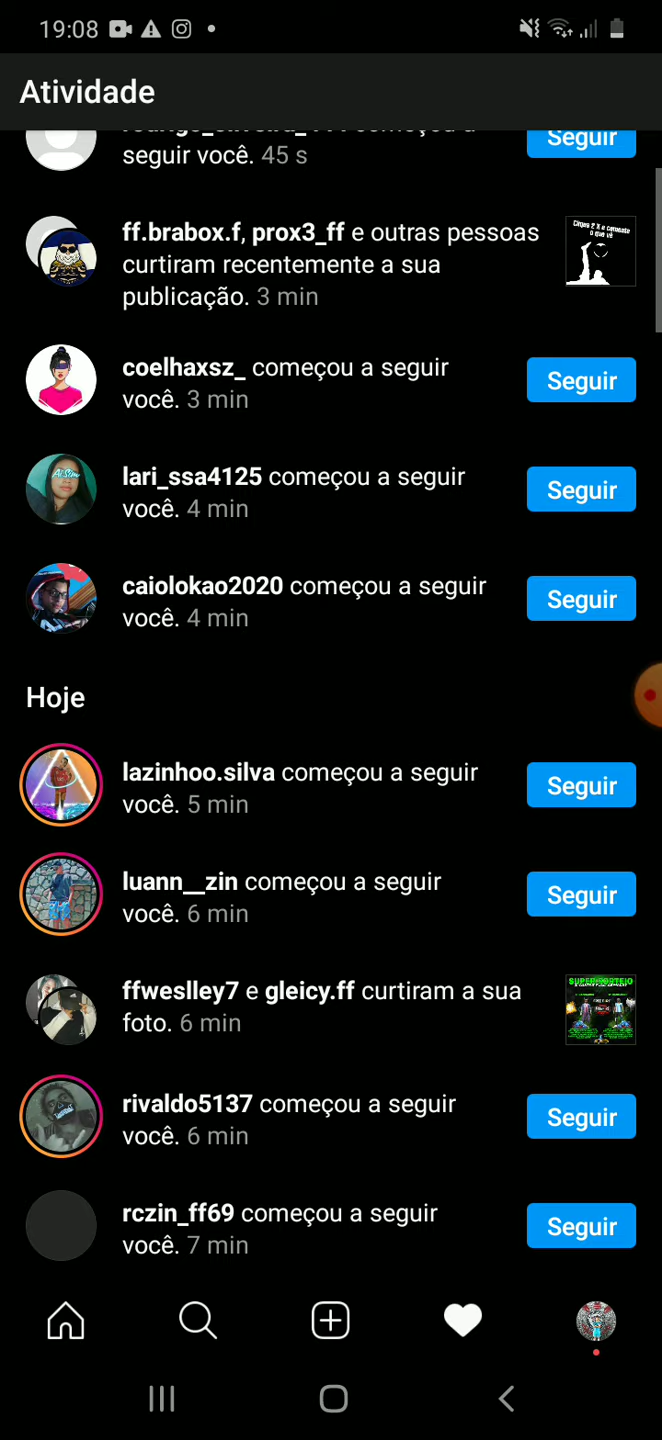 19:08
Atividade
Seguir
seguir você. 45 s
ff.brabox.f, prox3_ff e outras pessoas
curtiram recentemente a sua
publicação. 3 min
coelhaxsz_ começou a seguir
você. 3 min
Seguir
lari_ssa4125 começou a seguir
você. 4 min
Seguir
caiolokao2020 começou a seguir
você. 4 min
Seguir
Hoje
lazinhoo.silva começou a seguir
você. 5 min
Seguir
luann__zin começou a seguir
você. 6 min
Seguir
ffweslley7 e gleicy.ff curtiram a sua
foto. 6 min
rivaldo5137 começou a seguir
você. 6 min
Seguir
rczin_ff69 começou a seguir
você. 7 min
Seguir